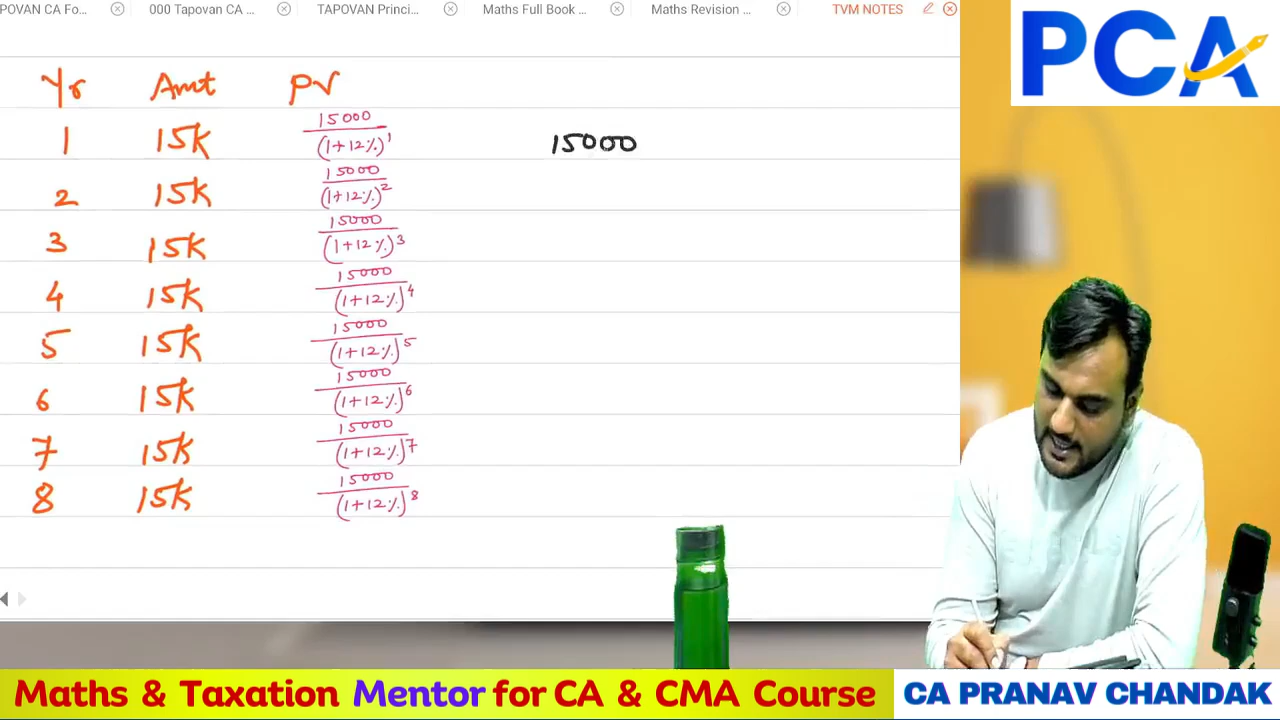 POVAN CA Fo... 000 Tapovan CA ... TAPOVAN Princi... Maths Full Book ... Maths Revision ... TVM NOTES
PCA
Yr Amt PV
1 15K 15000/(1+12%)^1 15000
2 15K 15000/(1+12%)^2
3 15K 15000/(1+12%)^3
4 15K 15000/(1+12%)^4
5 15K 15000/(1+12%)^5
6 15K 15000/(1+12%)^6
7 15K 15000/(1+12%)^7
8 15K 15000/(1+12%)^8
Maths & Taxation Mentor for CA & CMA Course
CA PRANAV CHANDAK